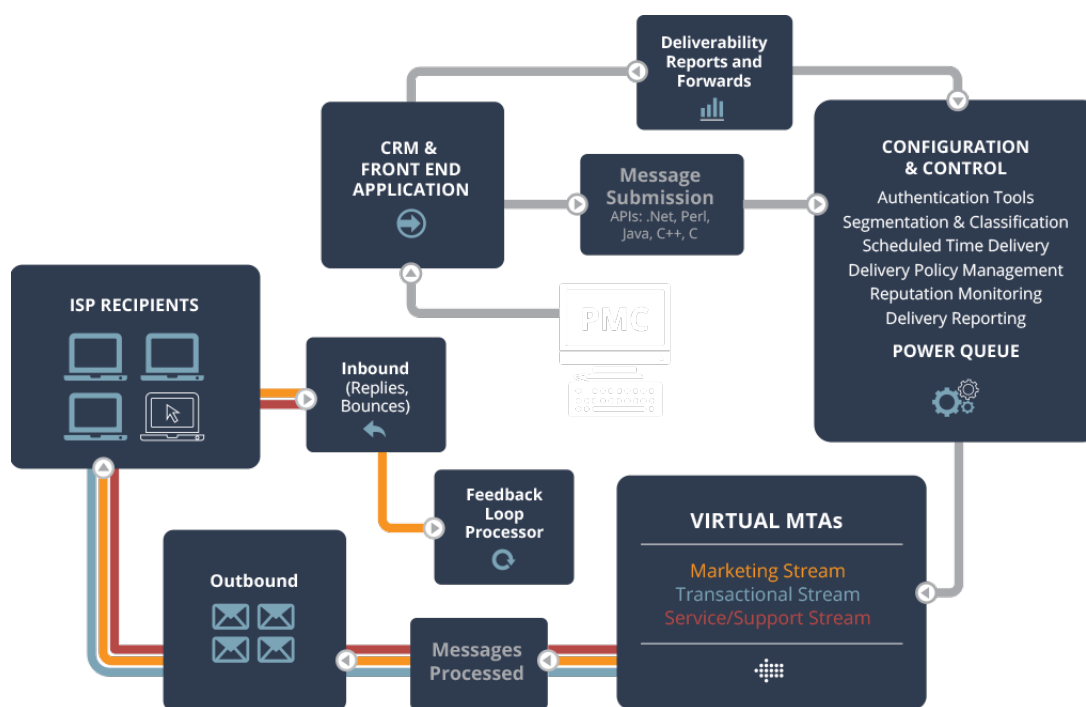 Deliverability
Reports and
Forwards
CRM &
FRONT END
APPLICATION
Message
Submission
APIs: .Net, Perl,
Java, C++, C
CONFIGURATION
& CONTROL
Authentication Tools
Segmentation & Classification
Scheduled Time Delivery
Delivery Policy Management
Reputation Monitoring
Delivery Reporting
POWER QUEUE
PMC
ISP RECIPIENTS
Inbound
(Replies,
Bounces)
Feedback
Loop
Processor
VIRTUAL MTAs
Marketing Stream
Transactional Stream
Service/Support Stream
Messages
Processed
Outbound